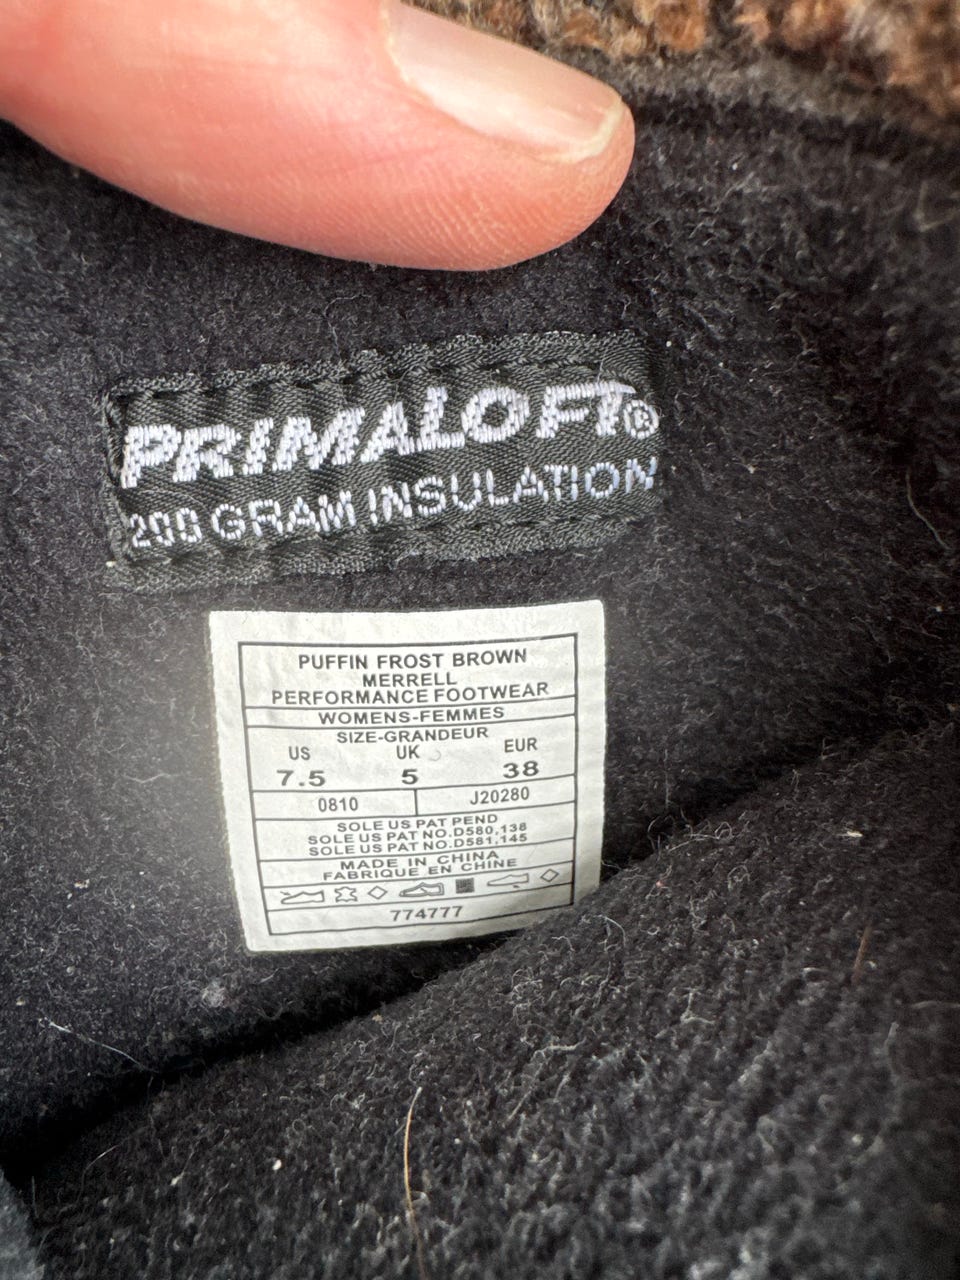 PRIMALOFT®
200 GRAM INSULATION
PUFFIN FROST BROWN
MERRELL
PERFORMANCE FOOTWEAR
WOMENS-FEMMES
SIZE-GRANDEUR
US UK EUR
7.5 5 38
0810 J20280
SOLE US PAT PEND
SOLE US PAT NO.D580,138
SOLE US PAT NO.D581,145
MADE IN CHINA
FABRIQUE EN CHINE
774777